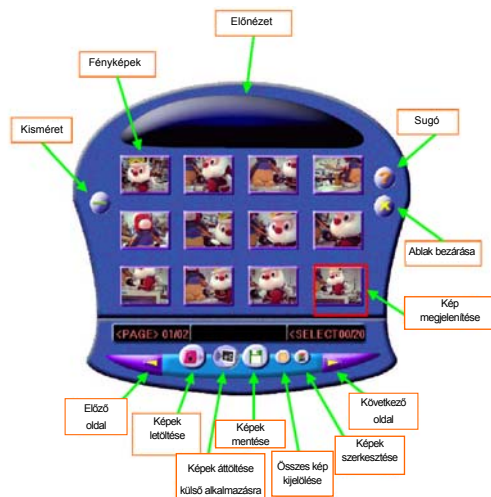 Előnézet
Fényképek
Kisméret
Sugó
Ablak bezárása
Kép
megjelenítése
<PAGE> 01/02
<SELECT00/20
Előző
oldal
Képek
letöltése
Képek áttöltése
külső alkalmazásra
Képek
mentése
Összes kép
kijelölése
Képek
szerkesztése
Következő
oldal